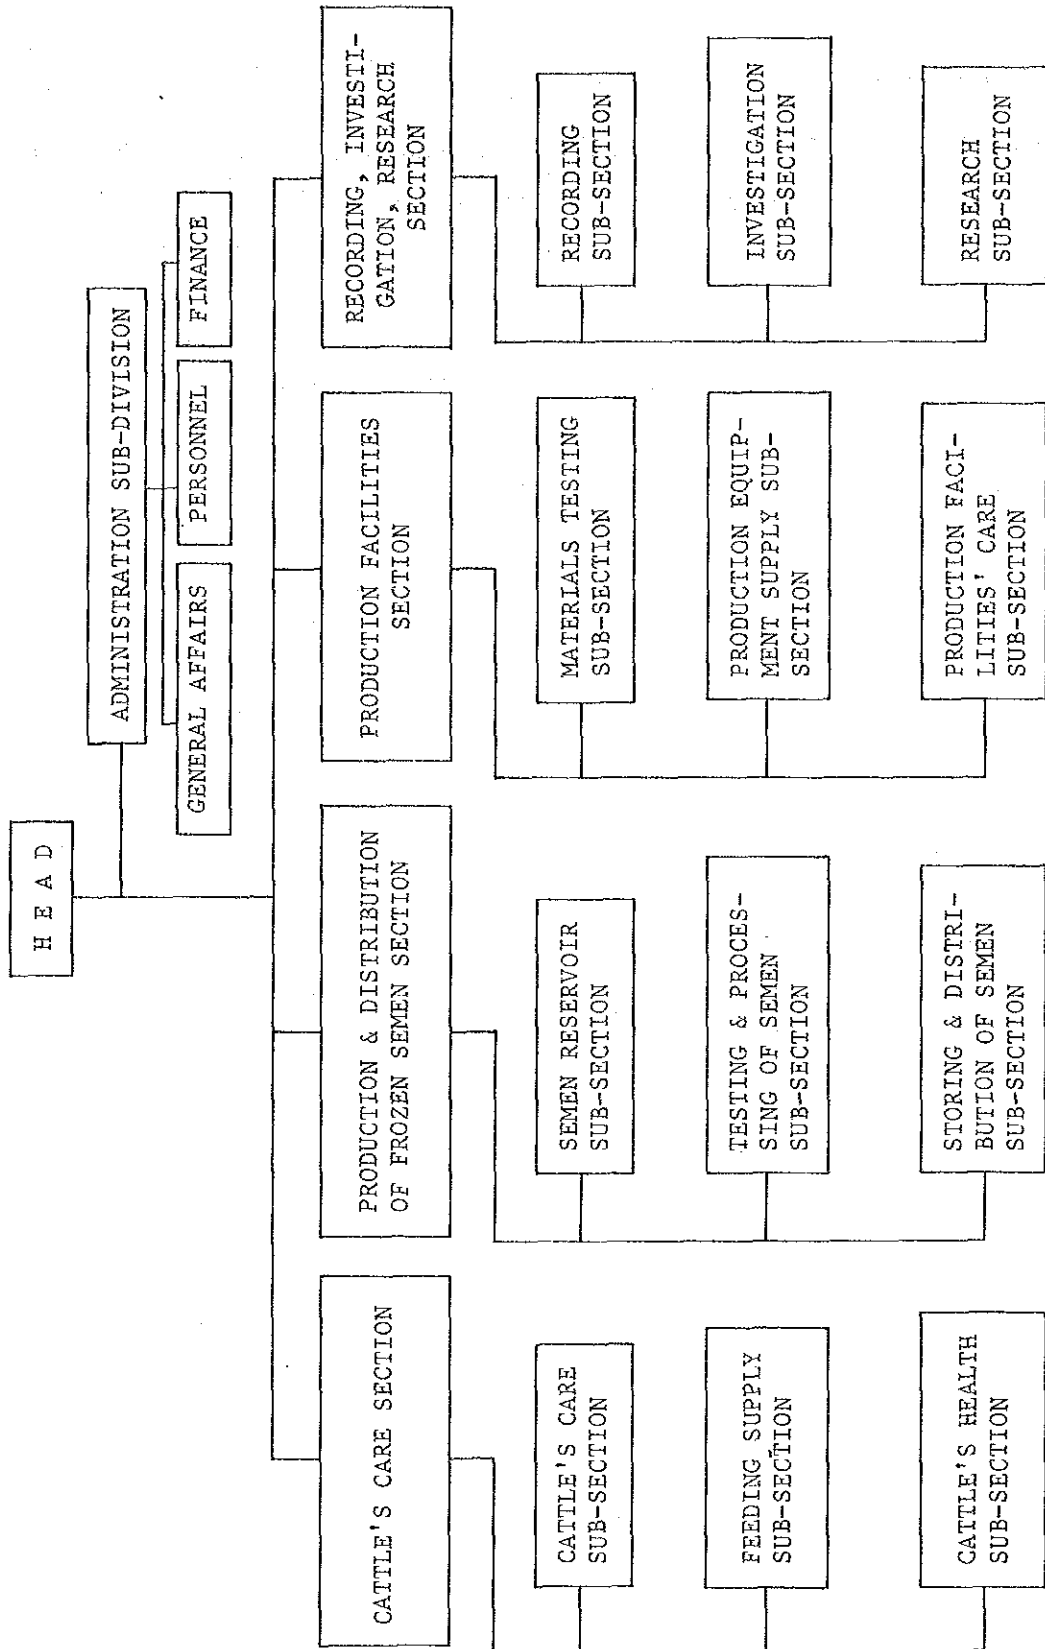 H E A D
ADMINISTRATION SUB-DIVISION
GENERAL AFFAIRS
PERSONNEL
FINANCE
CATTLE'S CARE SECTION
PRODUCTION & DISTRIBUTION
OF FROZEN SEMEN SECTION
PRODUCTION FACILITIES
SECTION
RECORDING, INVESTI-
GATION, RESEARCH
SECTION
CATTLE'S CARE
SUB-SECTION
SEMEN RESERVOIR
SUB-SECTION
MATERIALS TESTING
SUB-SECTION
RECORDING
SUB-SECTION
FEEDING SUPPLY
SUB-SECTION
TESTING & PROCES-
SING OF SEMEN
SUB-SECTION
PRODUCTION EQUIP-
MENT SUPPLY SUB-
SECTION
INVESTIGATION
SUB-SECTION
CATTLE'S HEALTH
SUB-SECTION
STORING & DISTRI-
BUTION OF SEMEN
SUB-SECTION
PRODUCTION FACI-
LITIES' CARE
SUB-SECTION
RESEARCH
SUB-SECTION